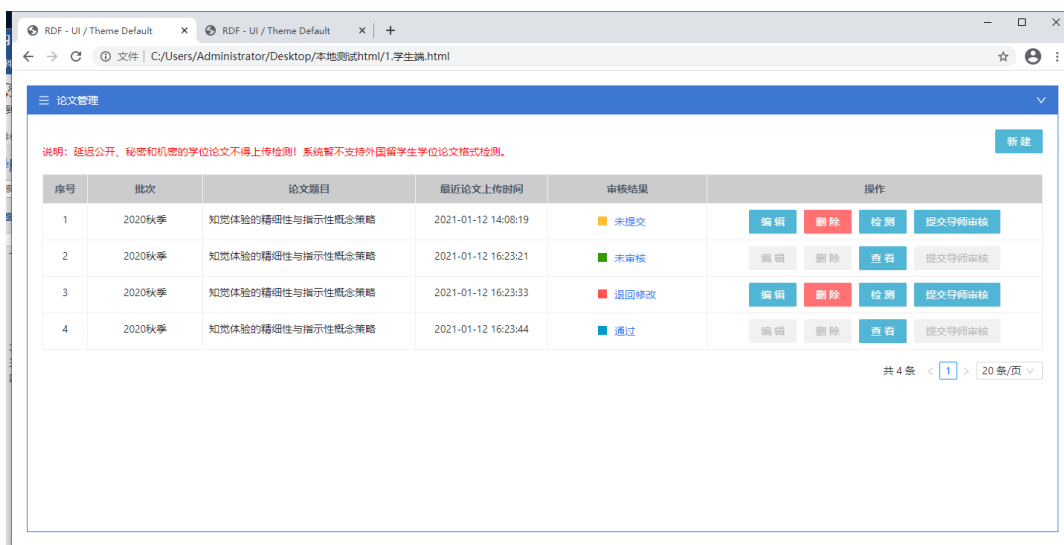 RDF - UI / Theme Default
RDF - UI / Theme Default
文件 C:/Users/Administrator/Desktop/本地测试html/1.学生端.html
论文管理
新建
说明：延迟公开、秘密和机密的学位论文不得上传检测！系统暂不支持外国留学生学位论文格式检测。
序号 批次 论文题目 最近论文上传时间 审核结果 操作
1 2020秋季 知觉体验的精细性与指示性概念策略 2021-01-12 14:08:19 未提交 编辑 删除 检测 提交导师审核
2 2020秋季 知觉体验的精细性与指示性概念策略 2021-01-12 16:23:21 未审核 编辑 删除 查看 提交导师审核
3 2020秋季 知觉体验的精细性与指示性概念策略 2021-01-12 16:23:33 退回修改 编辑 删除 检测 提交导师审核
4 2020秋季 知觉体验的精细性与指示性概念策略 2021-01-12 16:23:44 通过 编辑 删除 查看 提交导师审核
共 4 条 < 1 > 20 条/页